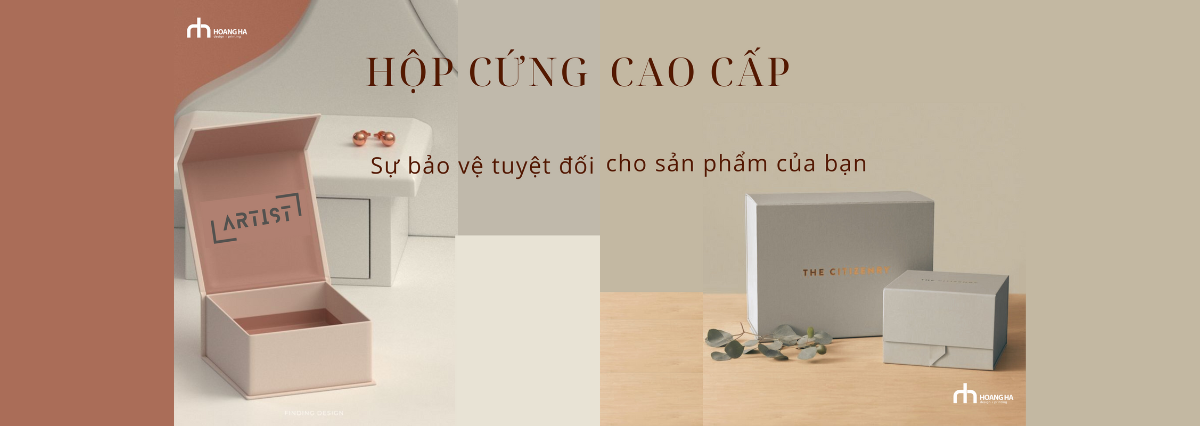 HOANG HA
HỘP CỨNG CAO CẤP
Sự bảo vệ tuyệt đối cho sản phẩm của bạn
[ARTIST]
THE
HOANG HA